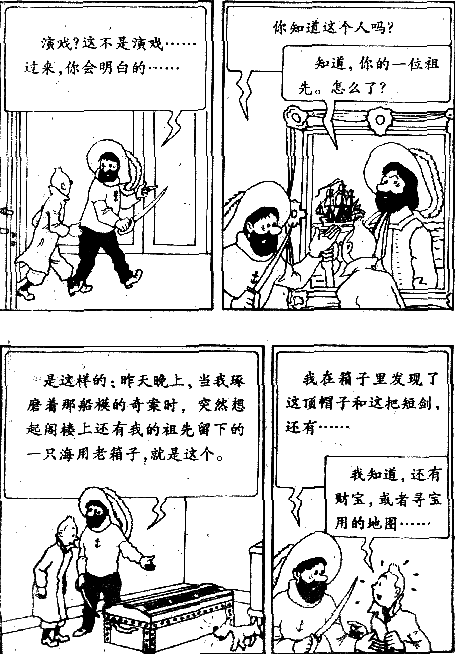 演戏?这不是演戏……
过来,你会明白的……
你知道这个人吗?
知道,你的一位祖
先。怎么了?
是这样的:昨天晚上、当我琢
磨着那船模的奇案时,突然想
起阁楼上还有我的祖先留下的
一只海用老箱子,就是这个。
我在箱子里发现了
这顶帽子和这把短剑,
还有……
我知道,还有
财宝,或者寻宝
用的地图……